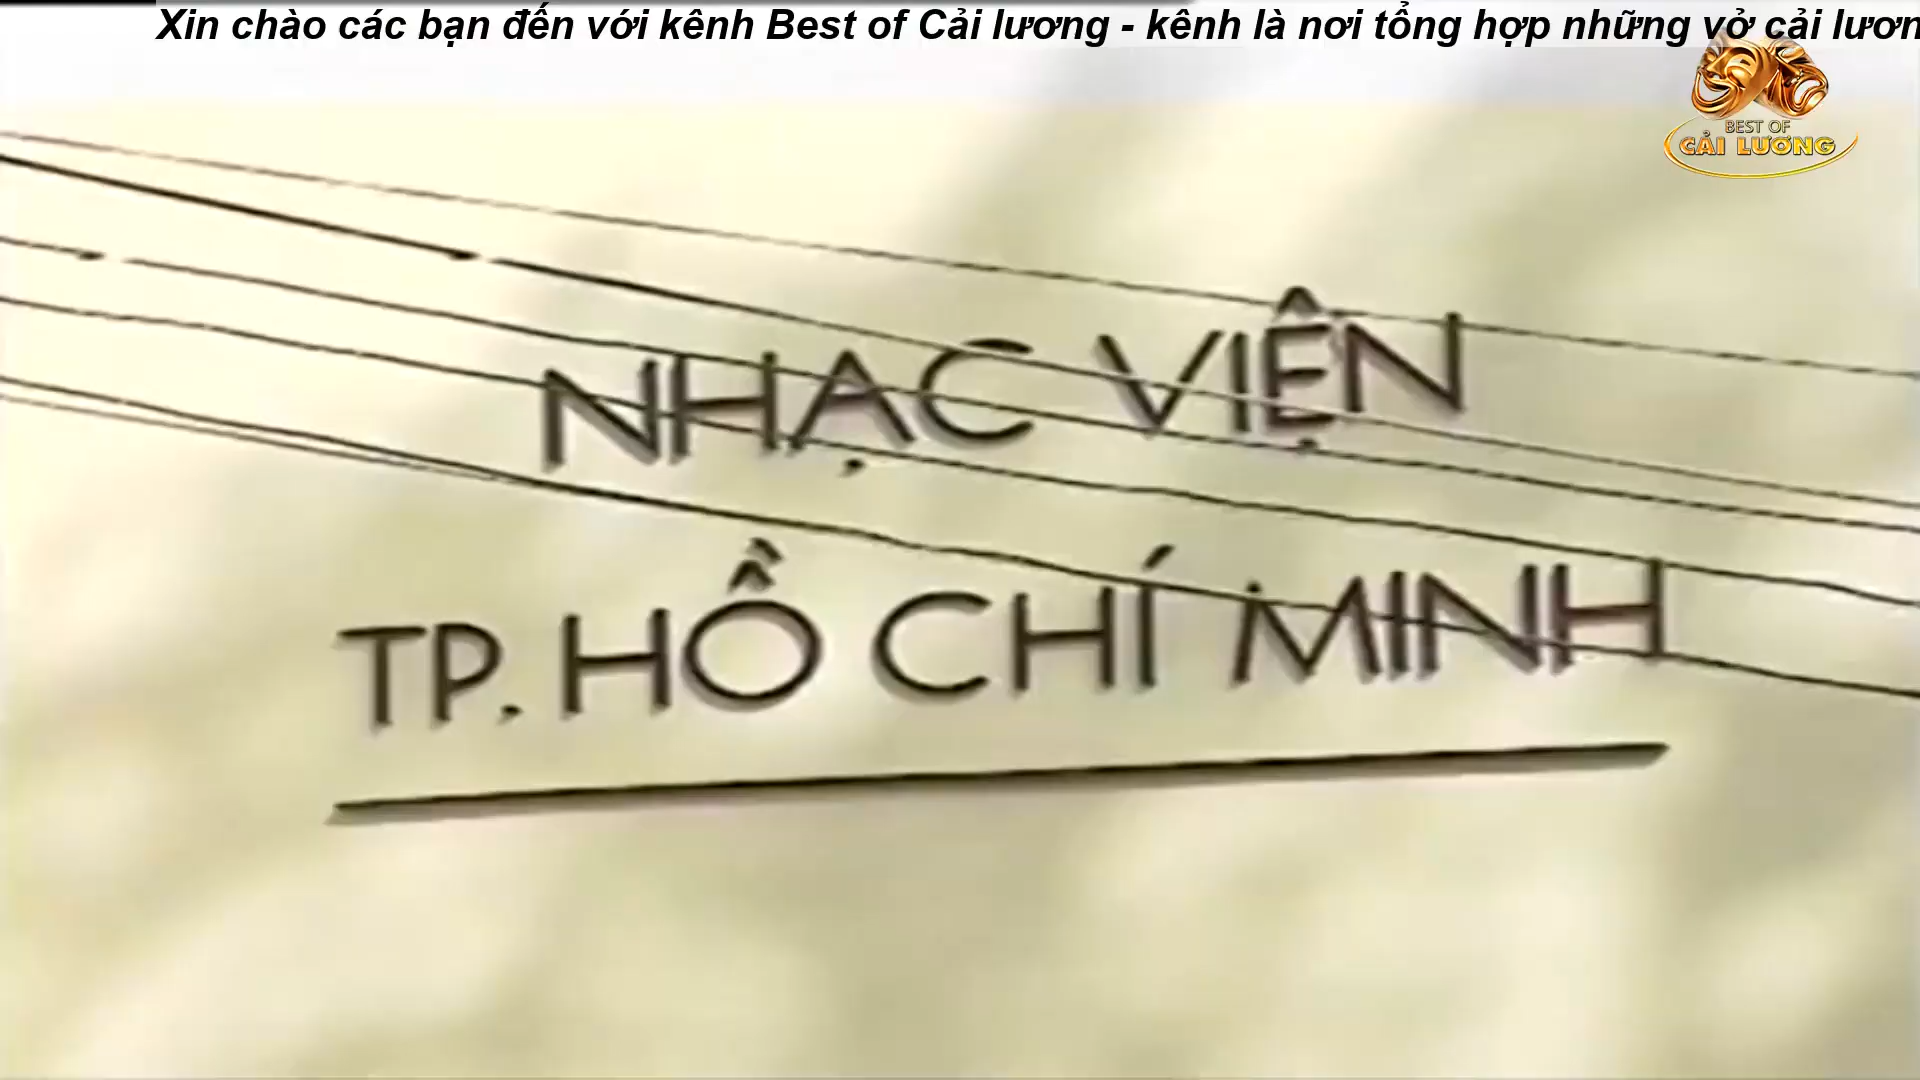 Xin chào các bạn đến với kênh Best of Cải lương - kênh là nơi tổng hợp những vở cải lươn
BEST OF
CẢI LƯƠNG
NHẠC VIỆN
TP. HỒ CHÍ MINH